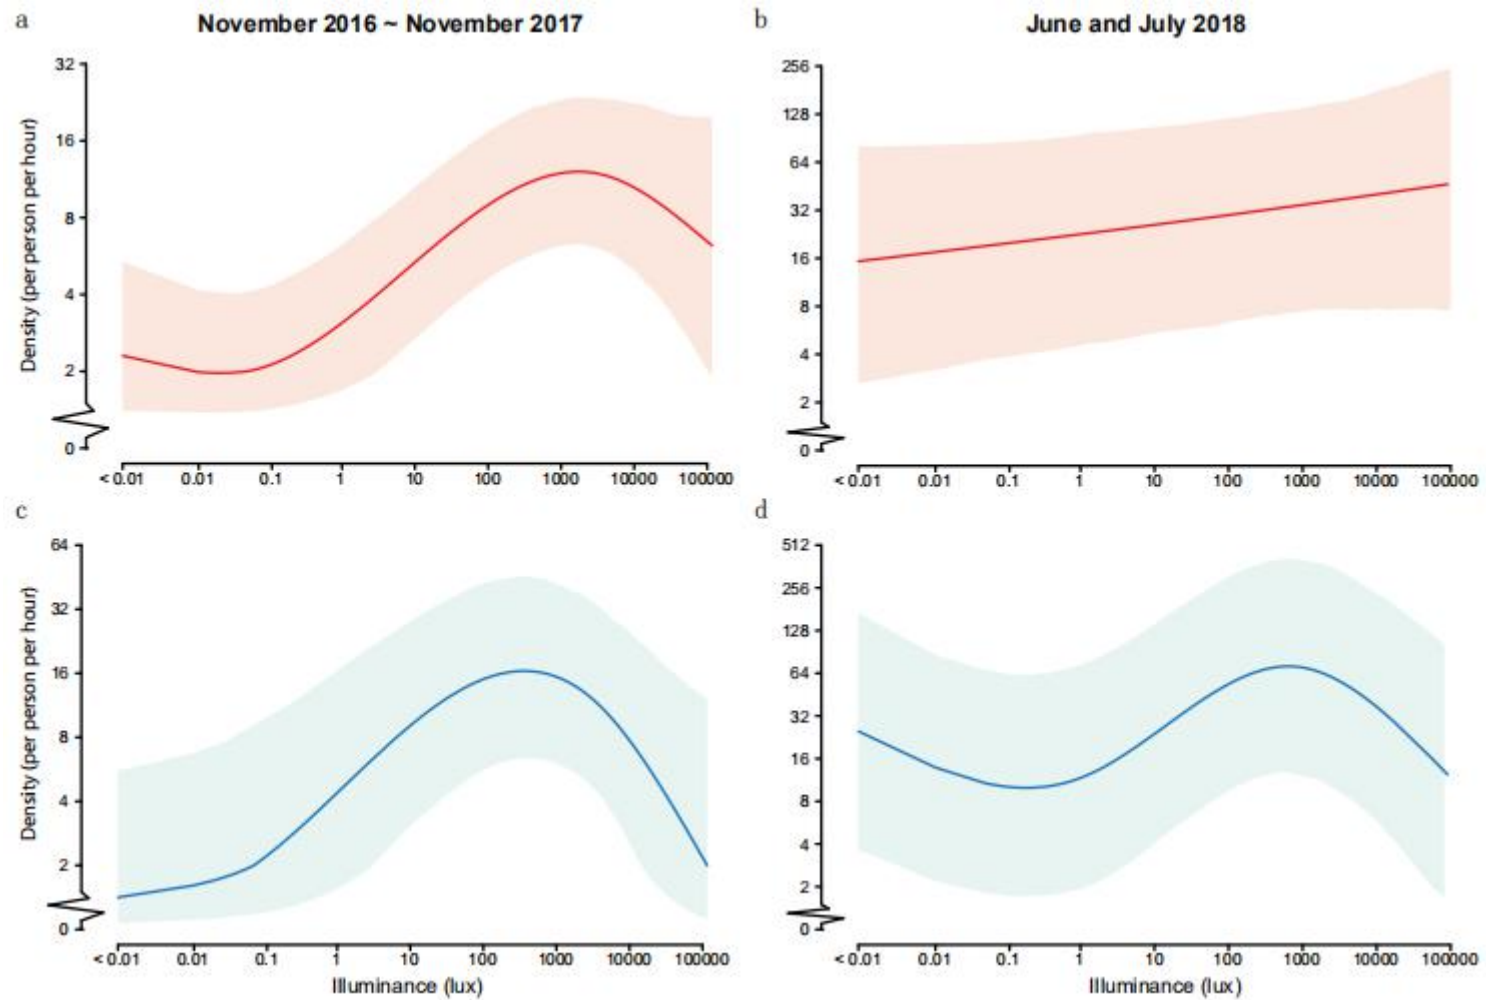 a
November 2016 ~ November 2017
Density (per person per hour)
32
16
8
4
2
0
< 0.01 0.01 0.1 1 10 100 1000 10000 100000
b
June and July 2018
256
128
64
32
16
8
4
2
0
< 0.01 0.01 0.1 1 10 100 1000 10000 100000
c
Density (per person per hour)
64
32
16
8
4
2
0
< 0.01 0.01 0.1 1 10 100 1000 10000 100000
Illuminance (lux)
d
512
256
128
64
32
16
8
4
2
0
< 0.01 0.01 0.1 1 10 100 1000 10000 100000
Illuminance (lux)